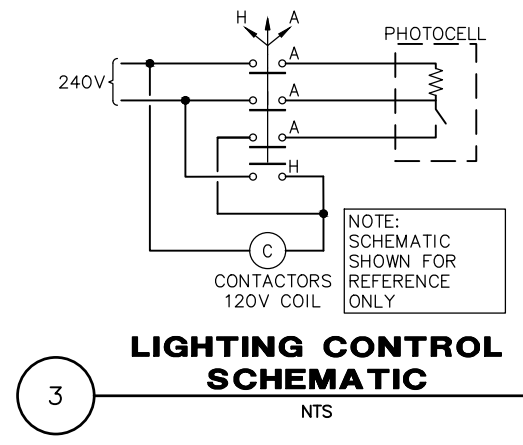 H A
PHOTOCELL
A
240V
A
A
H
C
CONTACTORS
120V COIL
NOTE:
SCHEMATIC
SHOWN FOR
REFERENCE
ONLY
LIGHTING CONTROL
SCHEMATIC
3
NTS